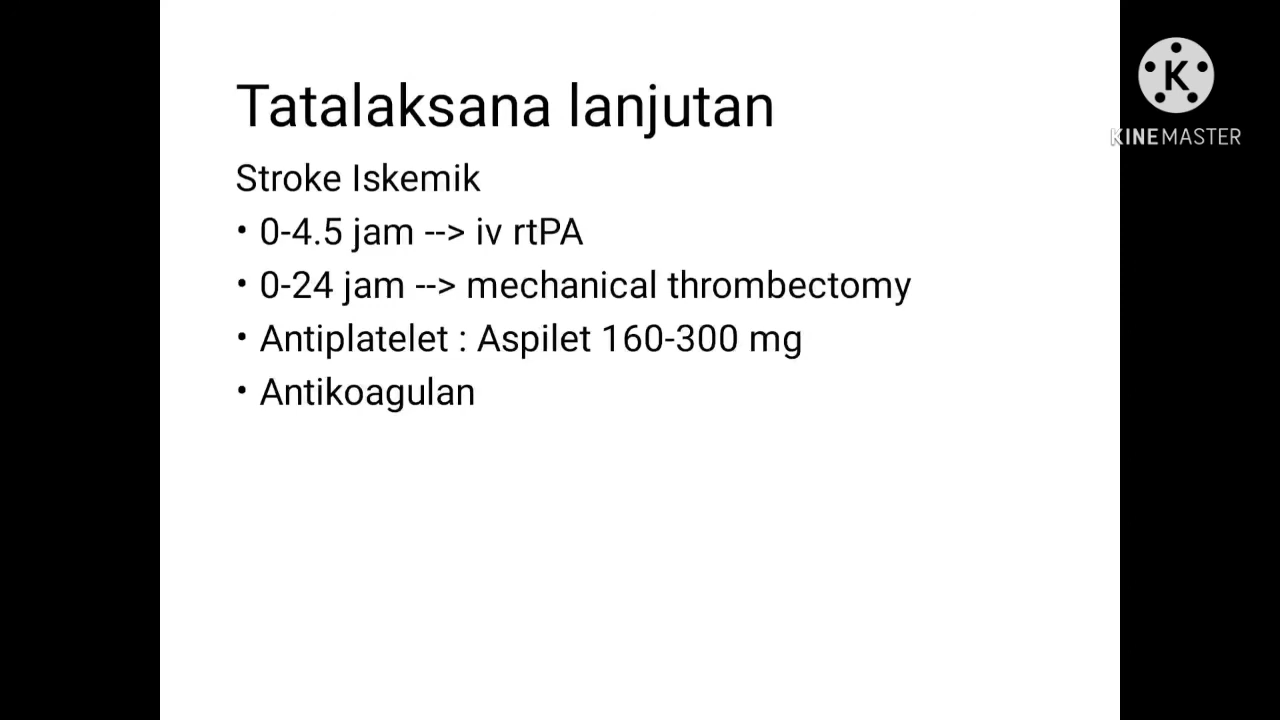 Tatalaksana lanjutan
Stroke Iskemik
• 0-4.5 jam --> iv rtPA
• 0-24 jam --> mechanical thrombectomy
• Antiplatelet : Aspilet 160-300 mg
• Antikoagulan
K
KINEMASTER